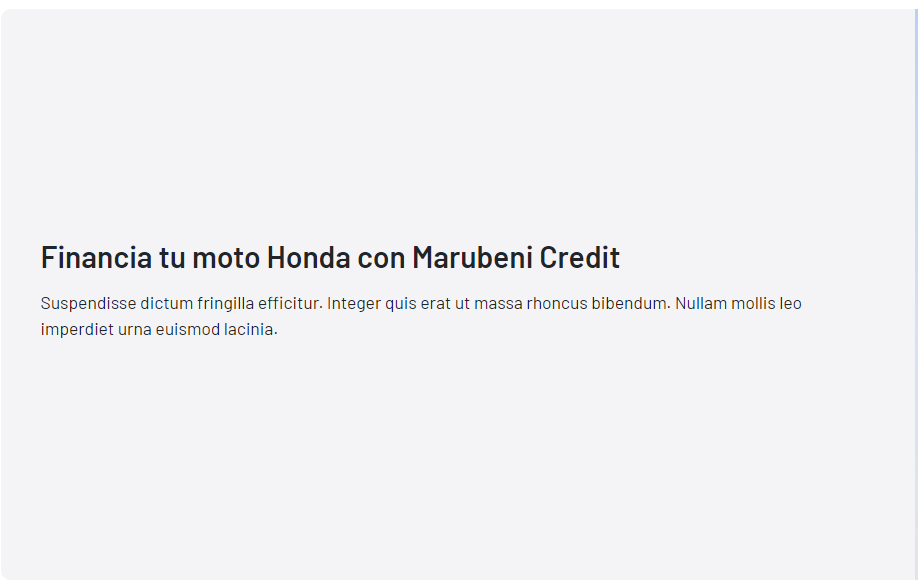 Financia tu moto Honda con Marubeni Credit
Suspendisse dictum fringilla efficitur. Integer quis erat ut massa rhoncus bibendum. Nullam mollis leo
imperdiet urna euismod lacinia.